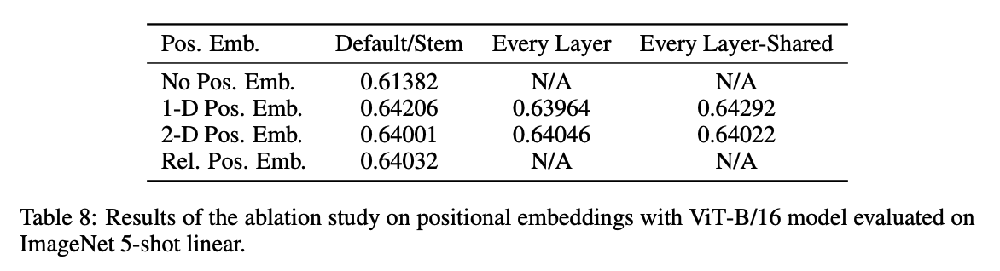 Pos. Emb. Default/Stem Every Layer Every Layer-Shared
No Pos. Emb. 0.61382 N/A N/A
1-D Pos. Emb. 0.64206 0.63964 0.64292
2-D Pos. Emb. 0.64001 0.64046 0.64022
Rel. Pos. Emb. 0.64032 N/A N/A
Table 8: Results of the ablation study on positional embeddings with ViT-B/16 model evaluated on
ImageNet 5-shot linear.